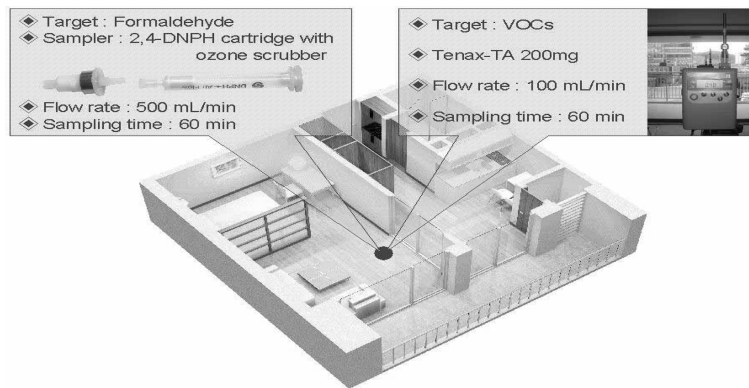 ◈ Target : Formaldehyde
◈ Sampler : 2,4-DNPH cartridge with
ozone scrubber
◈ Flow rate : 500 mL/min
◈ Sampling time : 60 min
◈ Target : VOCs
◈ Tenax-TA 200mg
◈ Flow rate : 100 mL/min
◈ Sampling time : 60 min